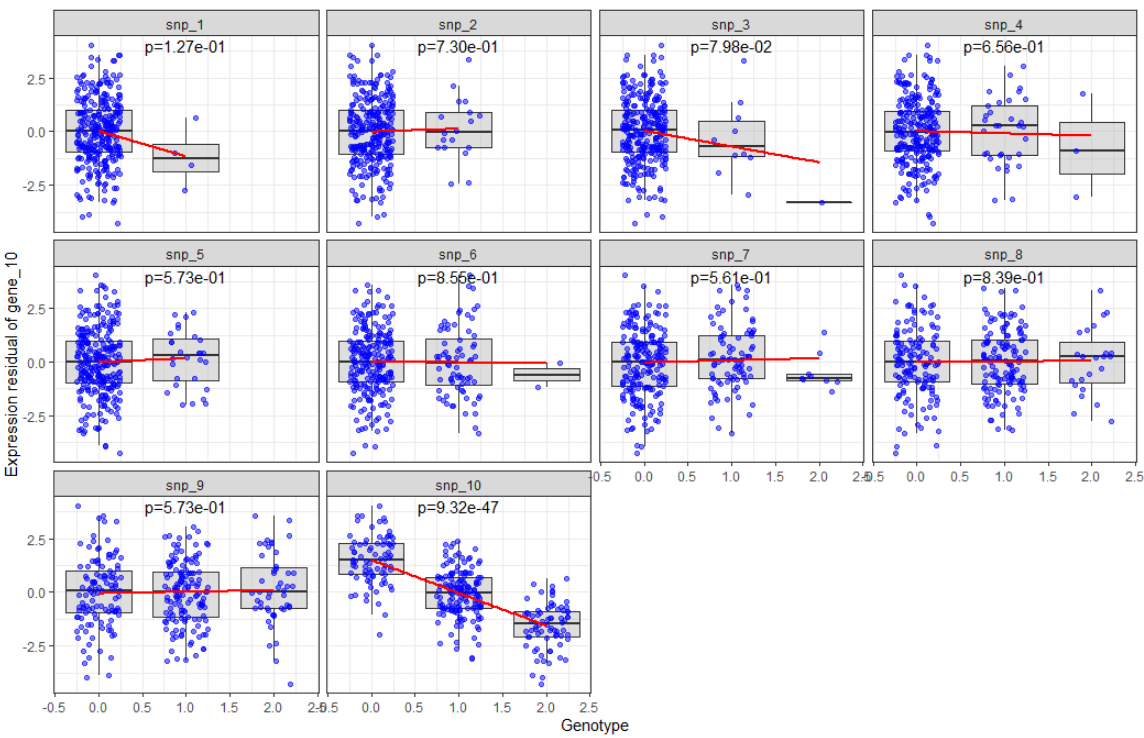 snp_1 snp_2 snp_3 snp_4
p=1.27e-01 p=7.30e-01 p=7.98e-02 p=6.56e-01
2.5
0.0
-2.5
snp_5 snp_6 snp_7 snp_8
p=5.73e-01 p=8.55e-01 p=5.61e-01 p=8.39e-01
2.5
0.0
-2.5
-0.5 0.0 0.5 1.0 1.5 2.0 2.5 -0.5 0.0 0.5 1.0 1.5 2.0 2.5
snp_9 snp_10
p=5.73e-01 p=9.32e-47
2.5
0.0
-2.5
-0.5 0.0 0.5 1.0 1.5 2.0 2.5 -0.5 0.0 0.5 1.0 1.5 2.0 2.5
Genotype
Expression residual of gene_10